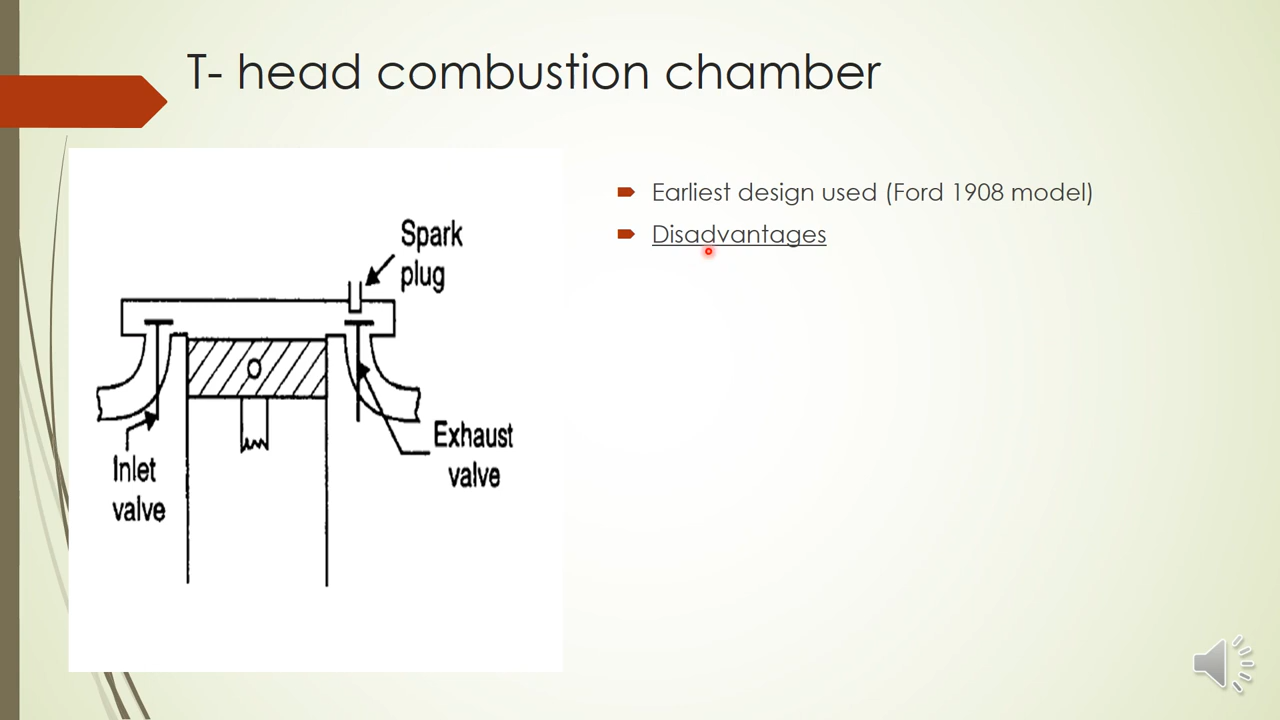 T- head combustion chamber
Earliest design used (Ford 1908 model)
Disadvantages
Spark
plug
Inlet
valve
Exhaust
valve